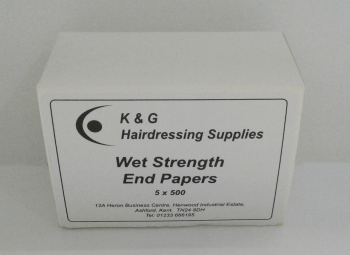 K & G
Hairdressing Supplies
Wet Strength
End Papers
5 x 500
13A Heron Business Centre, Henwood Industrial Estate,
Ashford, Kent. TN24 8DH
Tel: 01233 666195